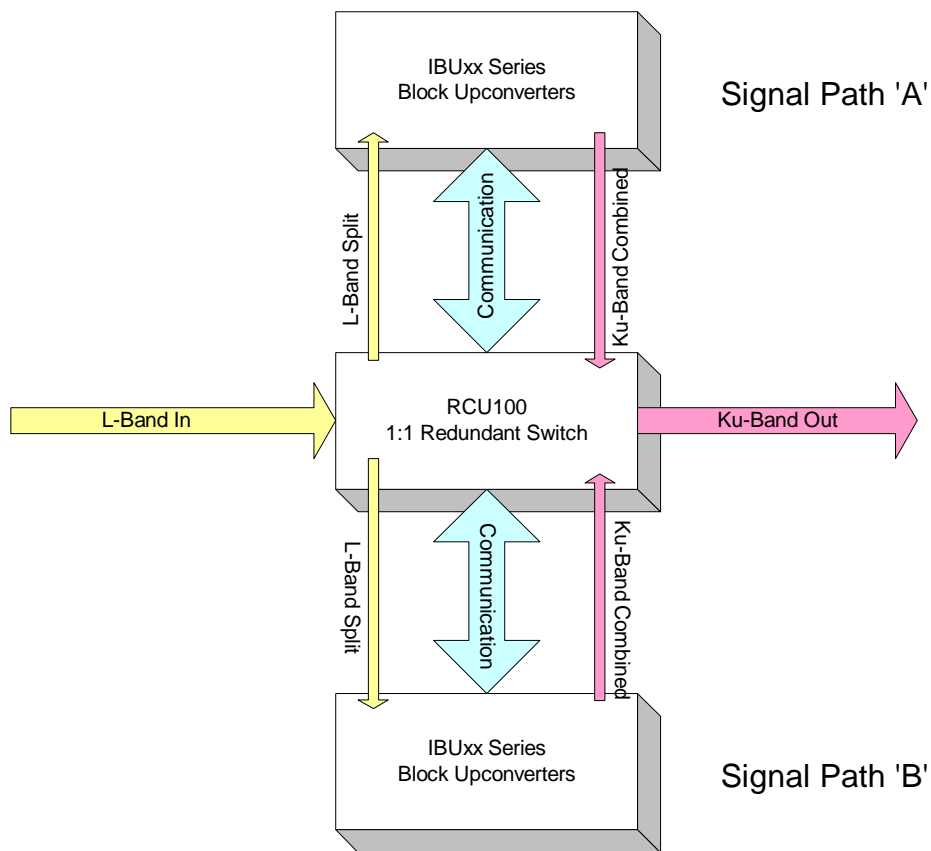 IBUxx Series
Block Upconverters
Signal Path 'A'
L-Band Split
Communication
Ku-Band Combined
L-Band In
RCU100
1:1 Redundant Switch
Ku-Band Out
L-Band Split
Communication
Ku-Band Combined
IBUxx Series
Block Upconverters
Signal Path 'B'